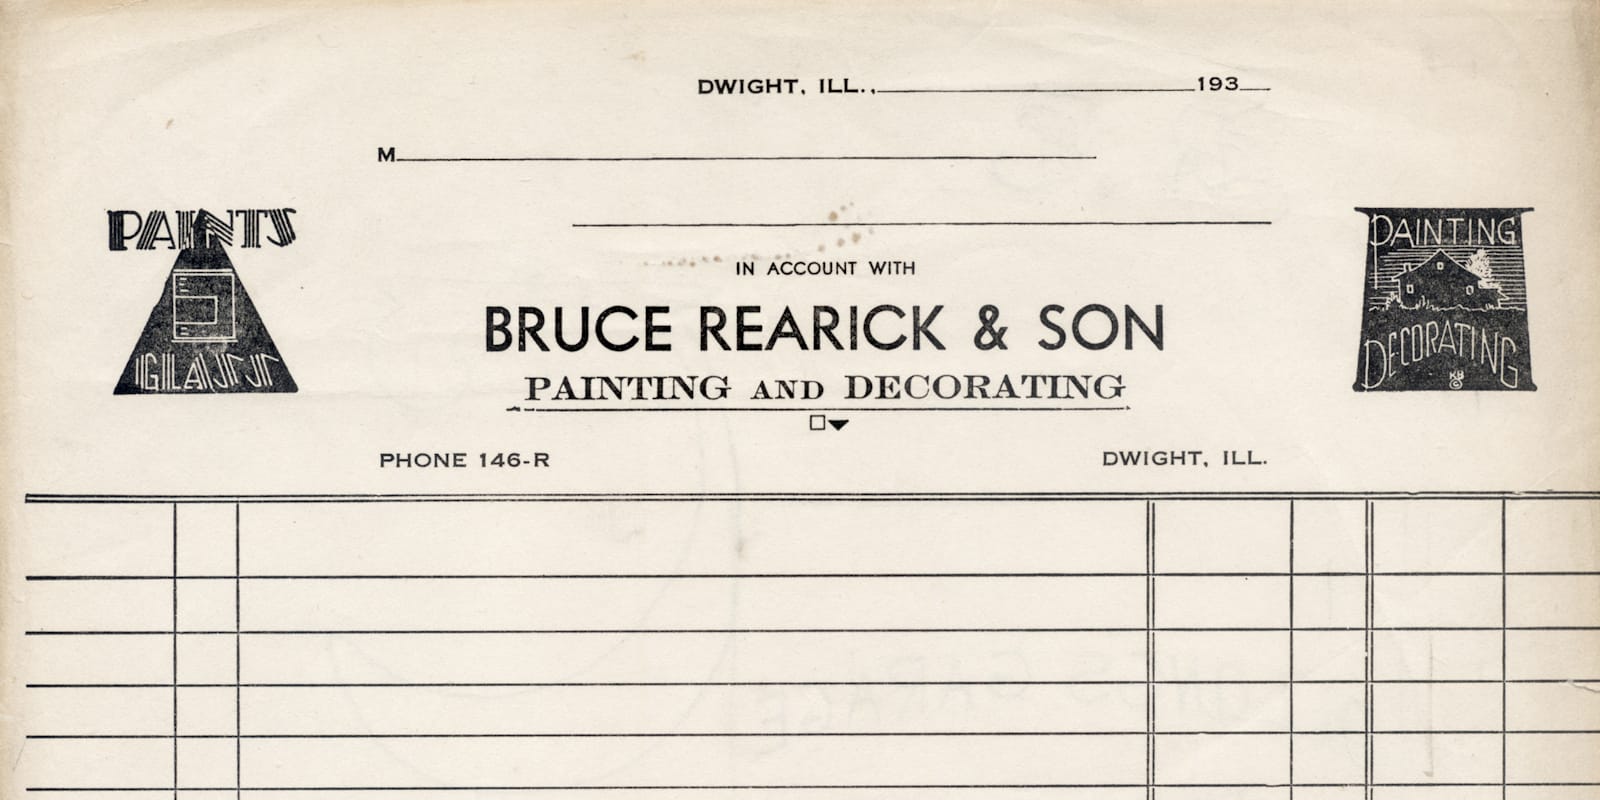 DWIGHT, ILL., 193
M
PAINTS
GLASS
IN ACCOUNT WITH
BRUCE REARICK & SON
PAINTING AND DECORATING
PAINTING
DECORATING
KB
©
PHONE 146-R
DWIGHT, ILL.